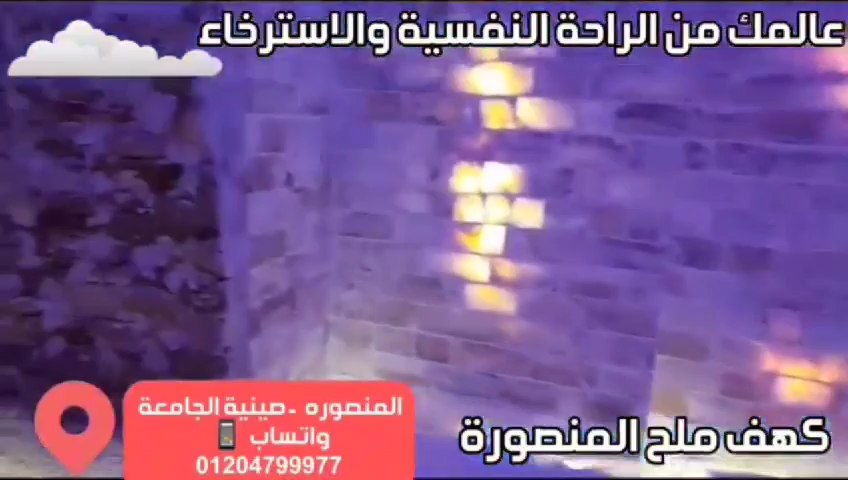 عالمك من الراحة النفسية والاسترخاء
المنصوره - صينية الجامعة
واتساب
01204799977
كهف ملح المنصورة